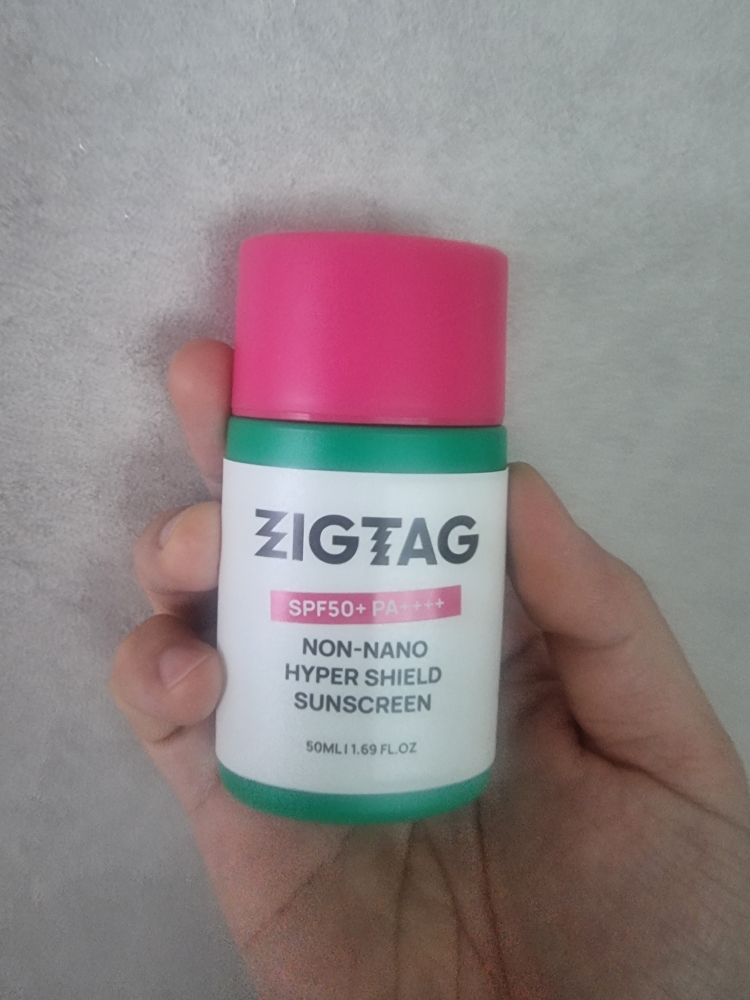 ZIGTAG
SPF50+ PA++++
NON-NANO
HYPER SHIELD
SUNSCREEN
50ML I 1.69 FL.OZ